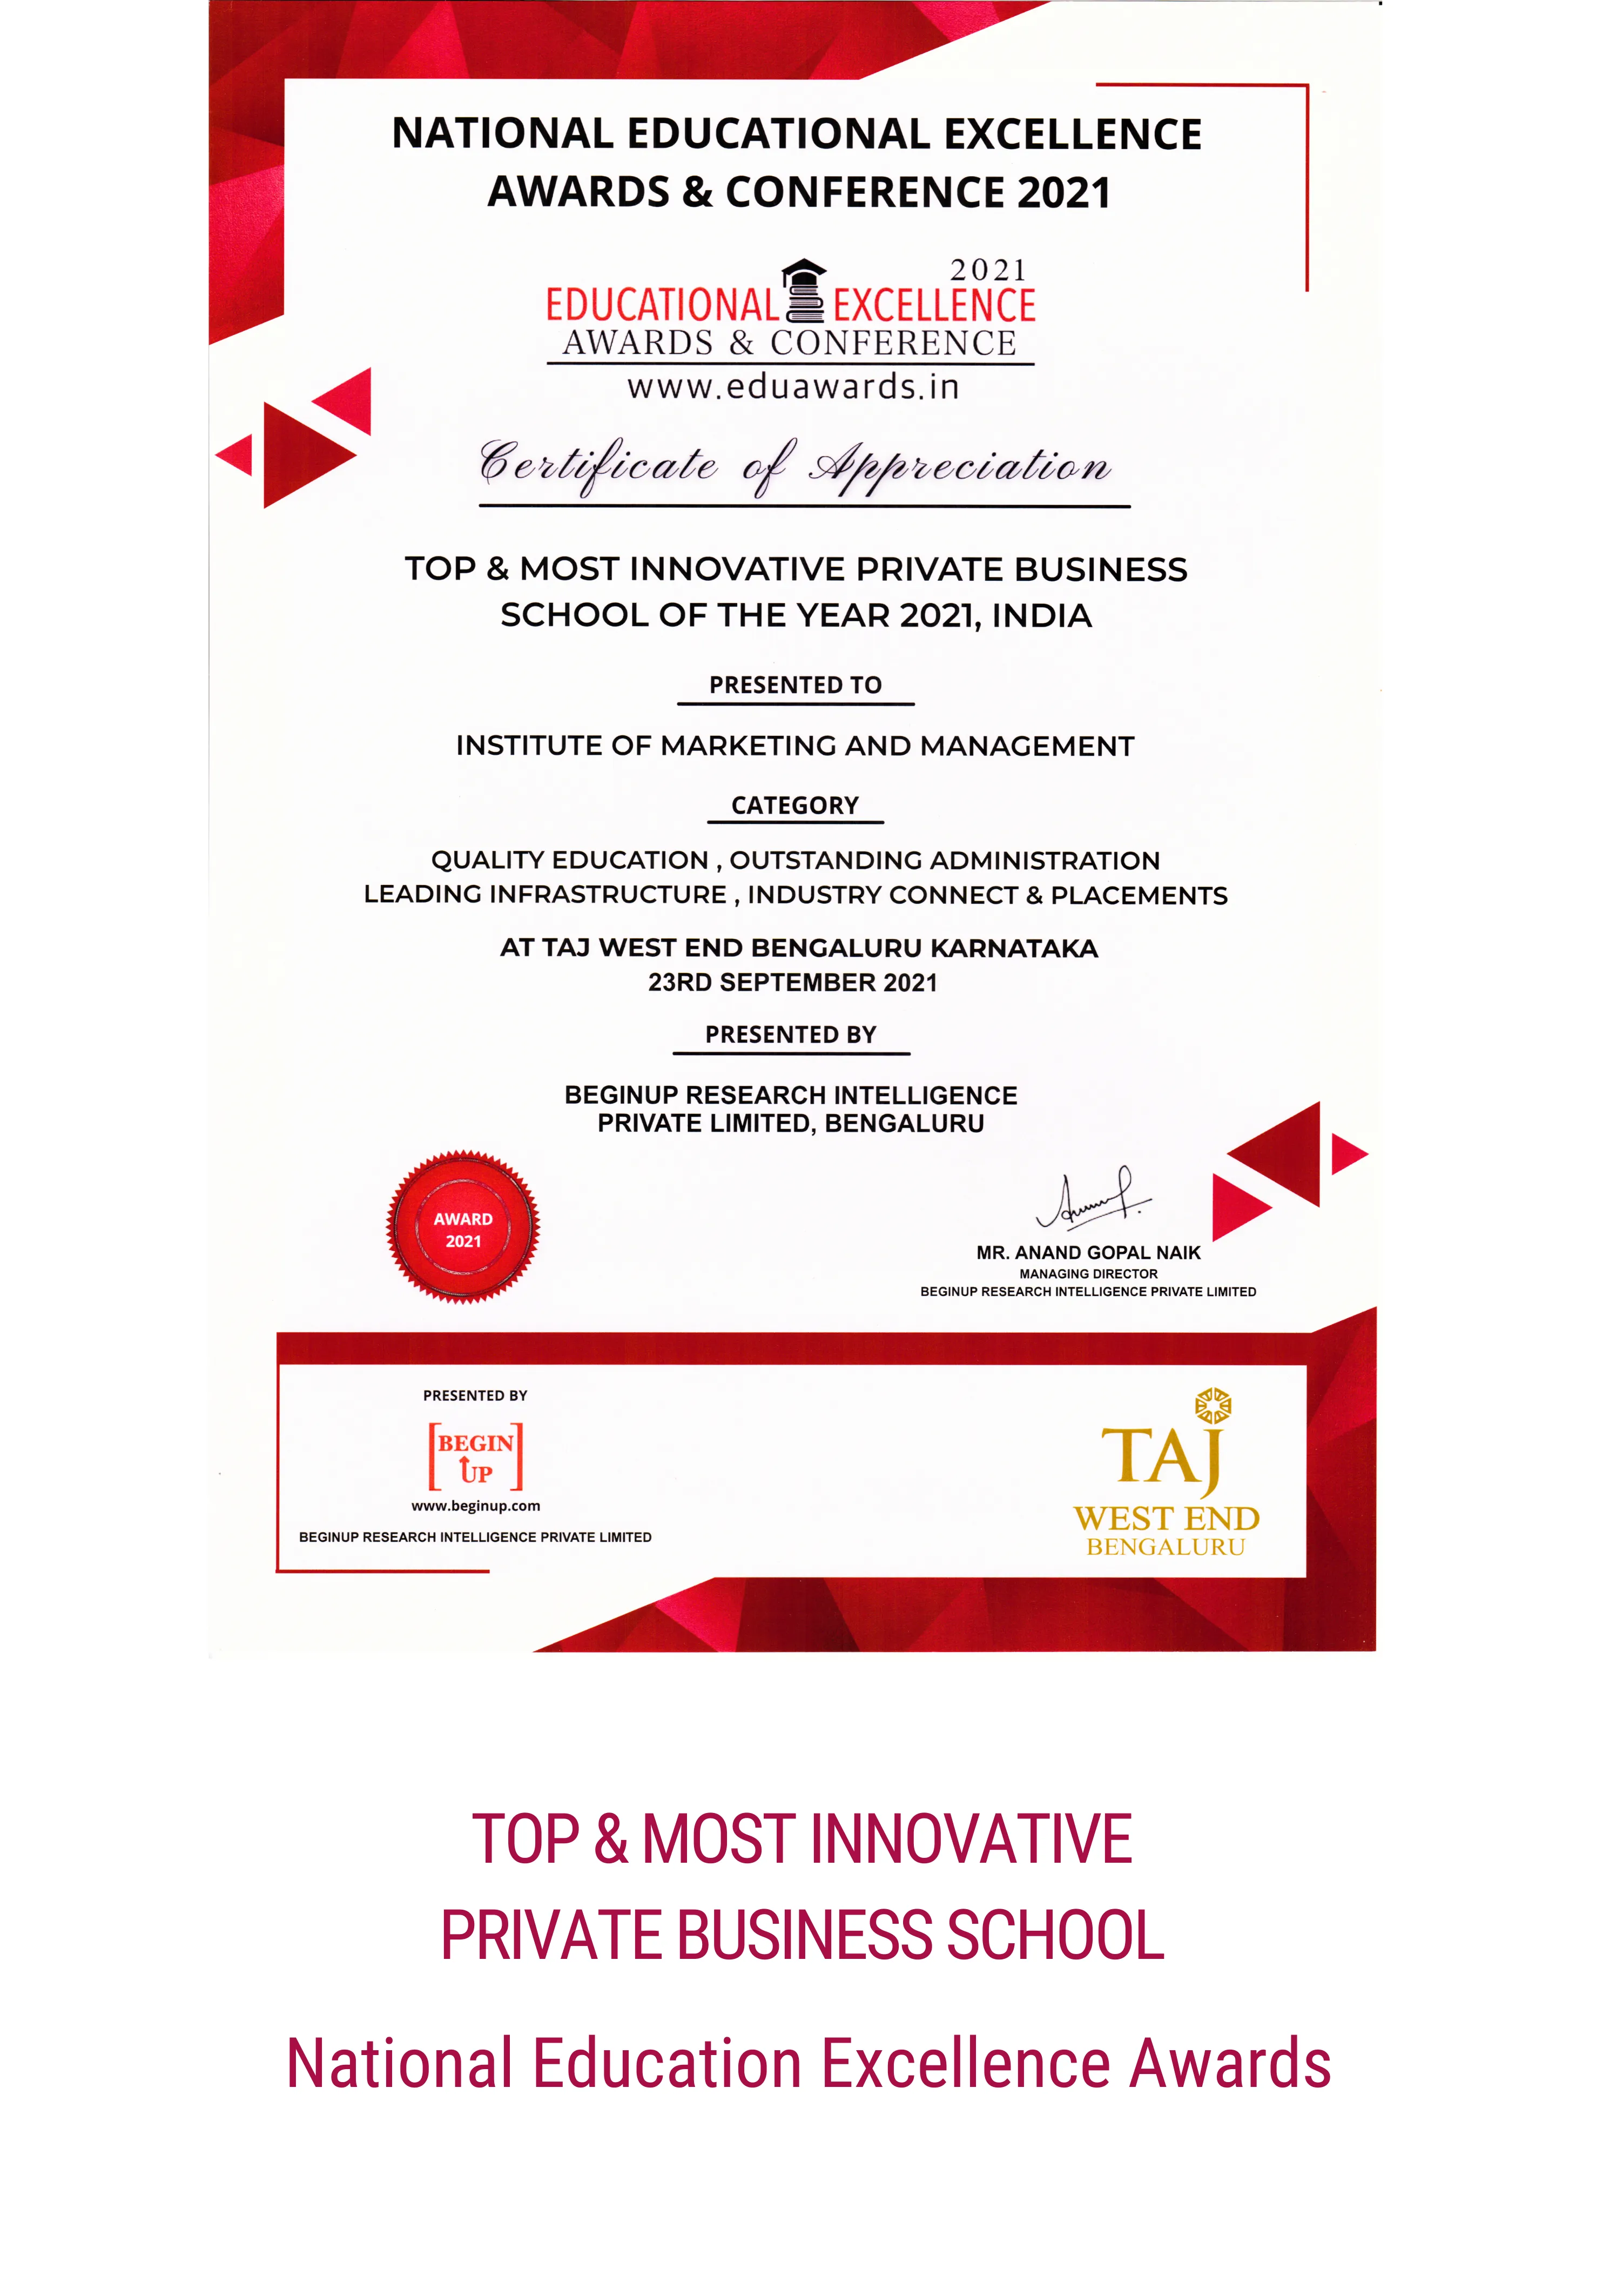 NATIONAL EDUCATIONAL EXCELLENCE
AWARDS & CONFERENCE 2021
2021
EDUCATIONAL EXCELLENCE
AWARDS & CONFERENCE
www.eduawards.in
Certificate of Appreciation
TOP & MOST INNOVATIVE PRIVATE BUSINESS
SCHOOL OF THE YEAR 2021, INDIA
PRESENTED TO
INSTITUTE OF MARKETING AND MANAGEMENT
CATEGORY
QUALITY EDUCATION , OUTSTANDING ADMINISTRATION
LEADING INFRASTRUCTURE , INDUSTRY CONNECT & PLACEMENTS
AT TAJ WEST END BENGALURU KARNATAKA
23RD SEPTEMBER 2021
PRESENTED BY
BEGINUP RESEARCH INTELLIGENCE
PRIVATE LIMITED, BENGALURU
AWARD
2021
MR. ANAND GOPAL NAIK
MANAGING DIRECTOR
BEGINUP RESEARCH INTELLIGENCE PRIVATE LIMITED
PRESENTED BY
BEGIN
UP
www.beginup.com
BEGINUP RESEARCH INTELLIGENCE PRIVATE LIMITED
TAJ
WEST END
BENGALURU
TOP & MOST INNOVATIVE
PRIVATE BUSINESS SCHOOL
National Education Excellence Awards